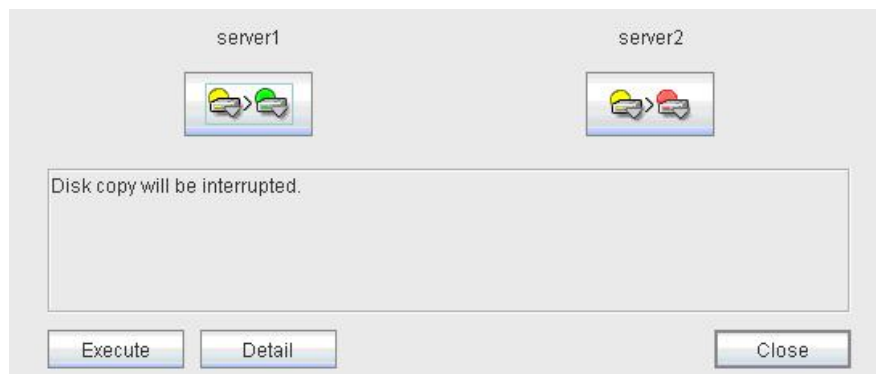 server1 server2
Disk copy will be interrupted.
Execute Detail Close